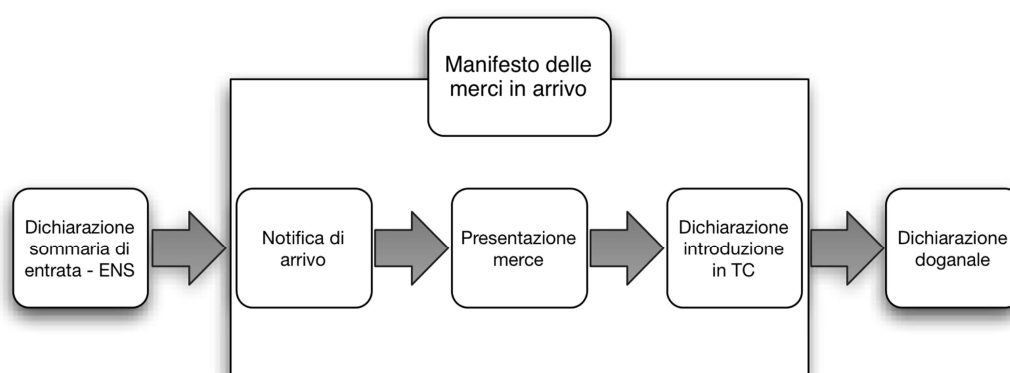 Manifesto delle
merci in arrivo
Dichiarazione
sommaria di
entrata - ENS
Notifica di
arrivo
Presentazione
merce
Dichiarazione
introduzione
in TC
Dichiarazione
doganale